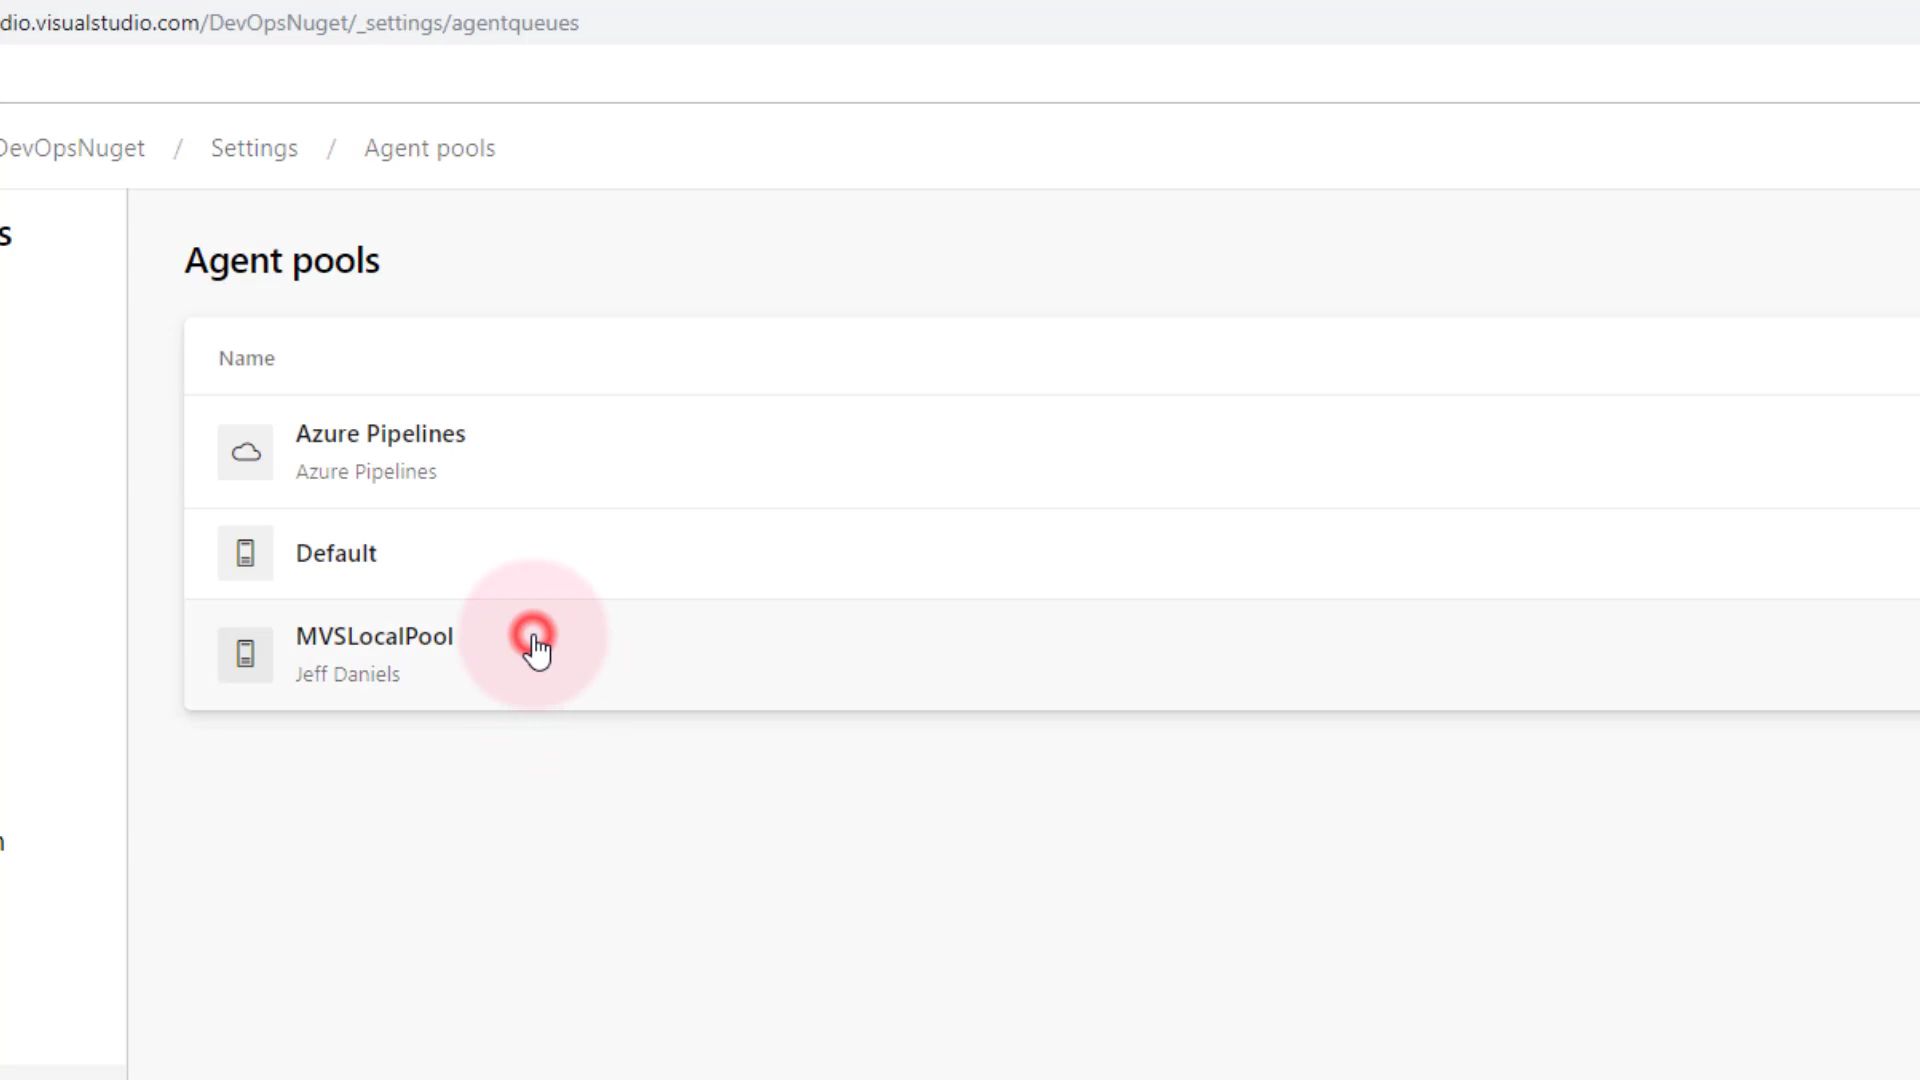 dio.visualstudio.com/DevOpsNuget/_settings/agentqueues
DevOpsNuget / Settings / Agent pools
s
Agent pools
Name
Azure Pipelines
Azure Pipelines
Default
MVSLocalPool
Jeff Daniels
n